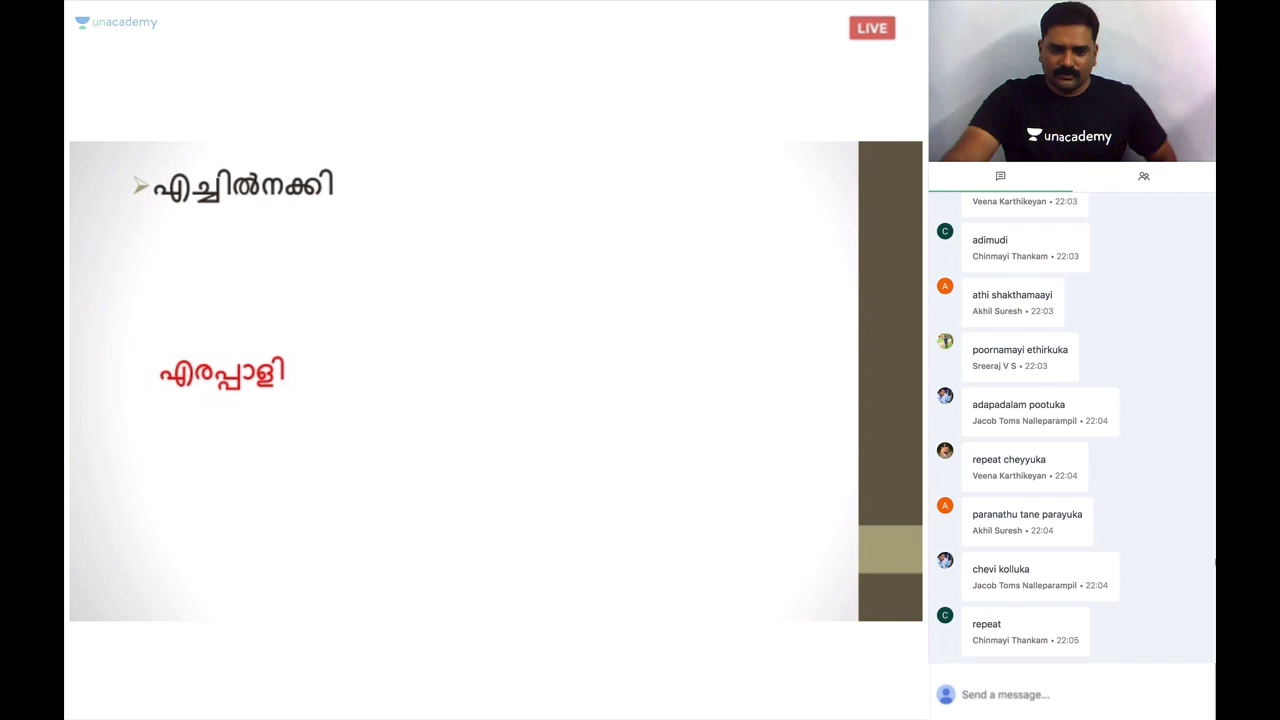 unacademy
LIVE
എച്ചിൽനക്കി
എരപ്പാളി
unacademy
Veena Karthikeyan • 22:03
C
adimudi
Chinmayi Thankam • 22:03
A
athi shakthamaayi
Akhil Suresh • 22:03
poornamayi ethirkuka
Sreeraj V S • 22:03
adapadalam pootuka
Jacob Toms Nalleparampil • 22:04
repeat cheyyuka
Veena Karthikeyan • 22:04
A
paranathu tane parayuka
Akhil Suresh • 22:04
chevi kolluka
Jacob Toms Nalleparampil • 22:04
C
repeat
Chinmayi Thankam • 22:05
Send a message...